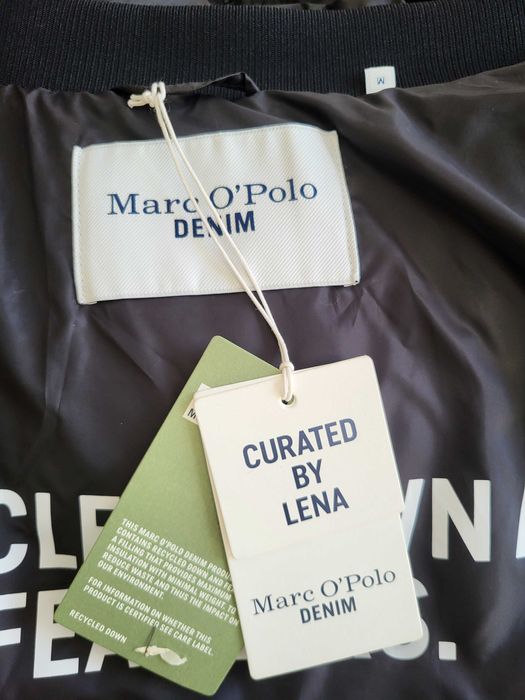 M
Marc O'Polo
DENIM
CURATED
BY
LENA
Marc O'Polo
DENIM
THIS MARC O'POLO DENIM
CONTAINS RECYCLED DOWN AND
A FILLING THAT PROVIDES MAXIMUM
INSULATION WITH MINIMAL WEIGHT TO
REDUCE WASTE AND THUS THE IMPACT ON
OUR ENVIRONMENT.
FOR INFORMATION ON WHETHER THIS
PRODUCT IS CERTIFIED SEE CARE LABEL.
RECYCLED DOWN